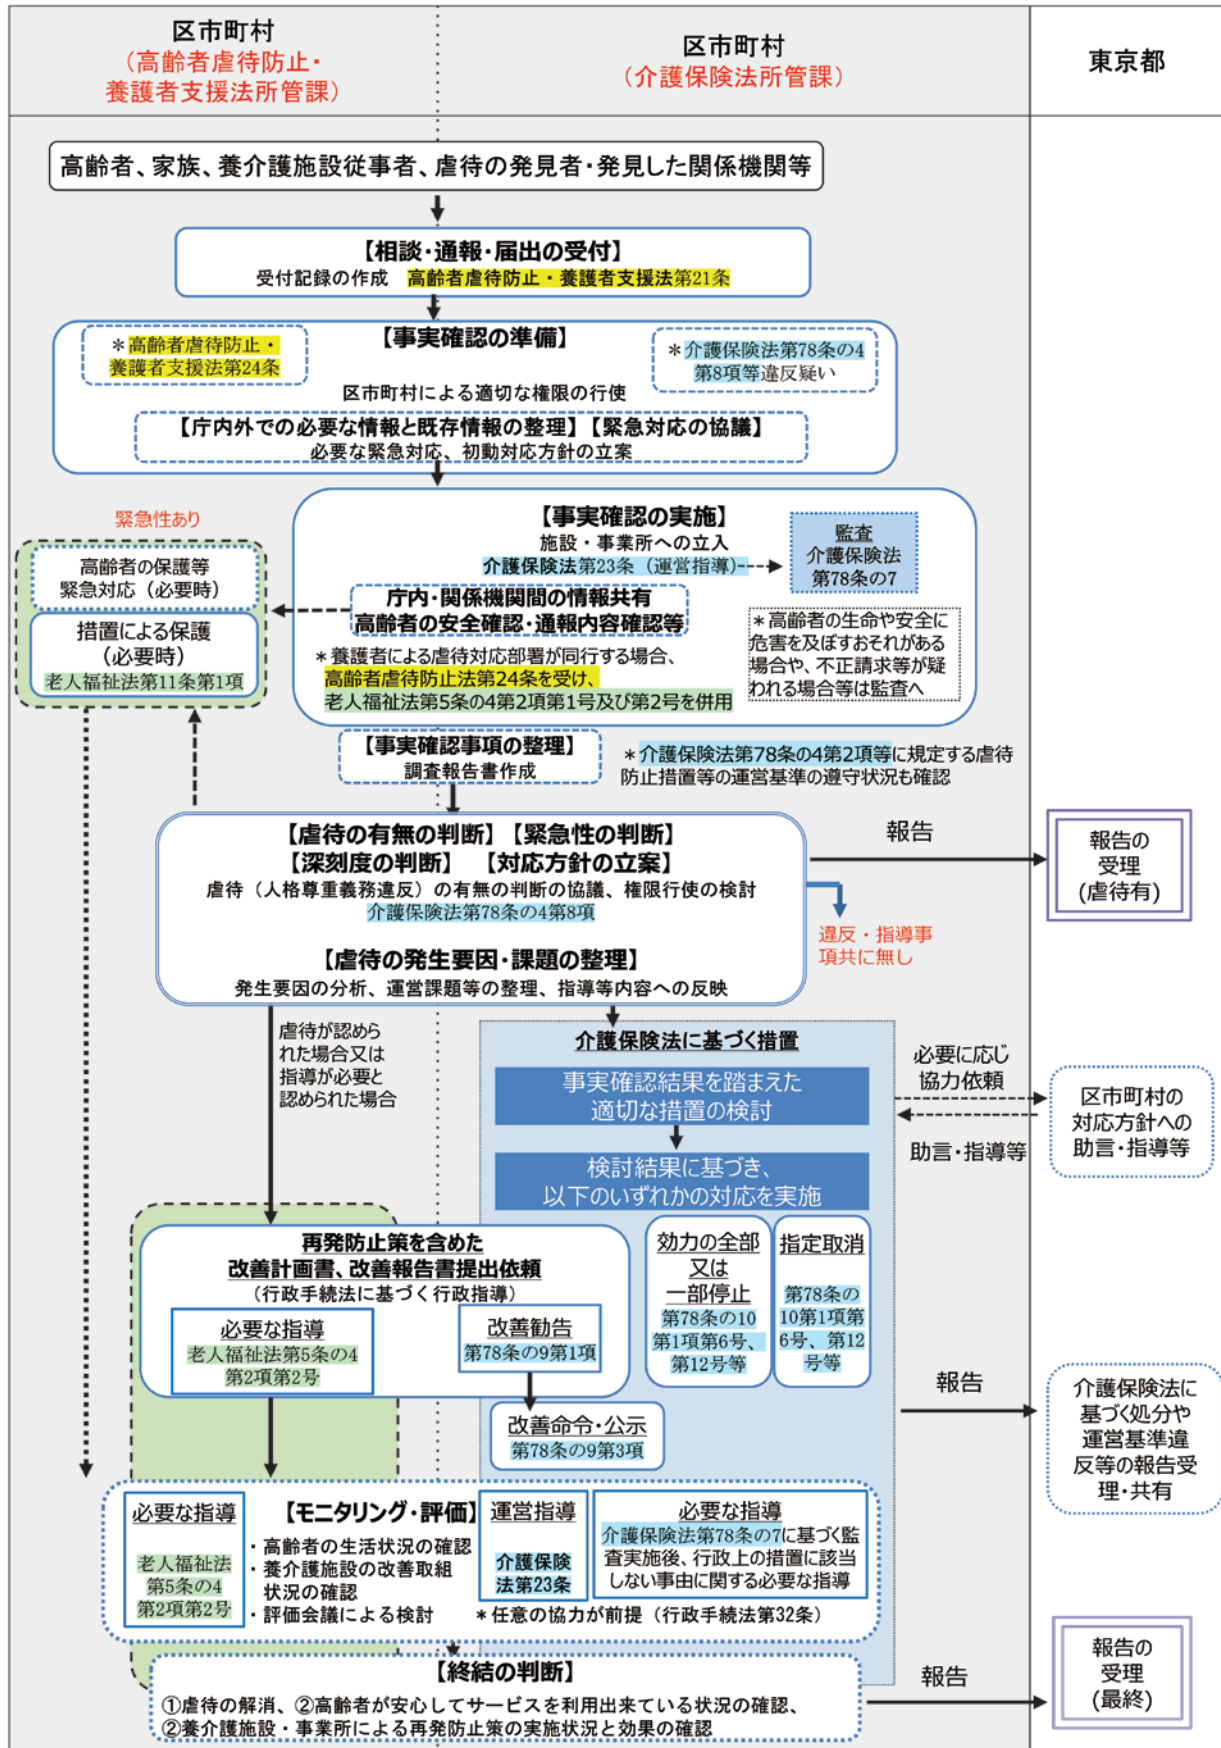 区市町村
（高齢者虐待防止・
養護者支援法所管課）
区市町村
（介護保険法所管課）
東京都
高齢者、家族、養介護施設従事者、虐待の発見者・発見した関係機関等
【相談・通報・届出の受付】
受付記録の作成　高齢者虐待防止・養護者支援法第21条
【事実確認の準備】
＊高齢者虐待防止・
養護者支援法第24条
＊介護保険法第78条の4
第8項等違反疑い
区市町村による適切な権限の行使
【庁内外での必要な情報と既存情報の整理】【緊急対応の協議】
必要な緊急対応、初動対応方針の立案
緊急性あり
高齢者の保護等
緊急対応（必要時）
措置による保護
（必要時）
老人福祉法第11条第1項
【事実確認の実施】
施設・事業所への立入
介護保険法第23条（運営指導）
監査
介護保険法
第78条の7
庁内・関係機関間の情報共有
高齢者の安全確認・通報内容確認等
＊高齢者の生命や安全に
危害を及ぼすおそれがある
場合や、不正請求等が疑
われる場合等は監査へ
＊養護者による虐待対応部署が同行する場合、
高齢者虐待防止法第24条を受け、
老人福祉法第5条の4第2項第1号及び第2号を併用
【事実確認事項の整理】
調査報告書作成
＊介護保険法第78条の4第2項等に規定する虐待
防止措置等の運営基準の遵守状況も確認
【虐待の有無の判断】【緊急性の判断】
【深刻度の判断】　【対応方針の立案】
虐待（人格尊重義務違反）の有無の判断の協議、権限行使の検討
介護保険法第78条の4第8項
【虐待の発生要因・課題の整理】
発生要因の分析、運営課題等の整理、指導等内容への反映
報告
報告の
受理
(虐待有)
違反・指導事
項共に無し
虐待が認めら
れた場合又は
指導が必要と
認められた場合
介護保険法に基づく措置
事実確認結果を踏まえた
適切な措置の検討
検討結果に基づき、
以下のいずれかの対応を実施
必要に応じ
協力依頼
助言・指導等
区市町村の
対応方針への
助言・指導等
再発防止策を含めた
改善計画書、改善報告書提出依頼
（行政手続法に基づく行政指導）
必要な指導
老人福祉法第5条の4
第2項第2号
改善勧告
第78条の9第1項
改善命令・公示
第78条の9第3項
効力の全部
又は
一部停止
第78条の10
第1項第6号、
第12号等
指定取消
第78条の
10第1項第
6号、第12
号等
報告
介護保険法に
基づく処分や
運営基準違
反等の報告受
理・共有
必要な指導
老人福祉法
第5条の4
第2項第2号
【モニタリング・評価】
・高齢者の生活状況の確認
・養介護施設の改善取組
状況の確認
・評価会議による検討
運営指導
介護保険
法第23条
必要な指導
介護保険法第78条の7に基づく監
査実施後、行政上の措置に該当
しない事由に関する必要な指導
＊任意の協力が前提（行政手続法第32条）
【終結の判断】
①虐待の解消、②高齢者が安心してサービスを利用出来ている状況の確認、
②養介護施設・事業所による再発防止策の実施状況と効果の確認
報告
報告の
受理
(最終)